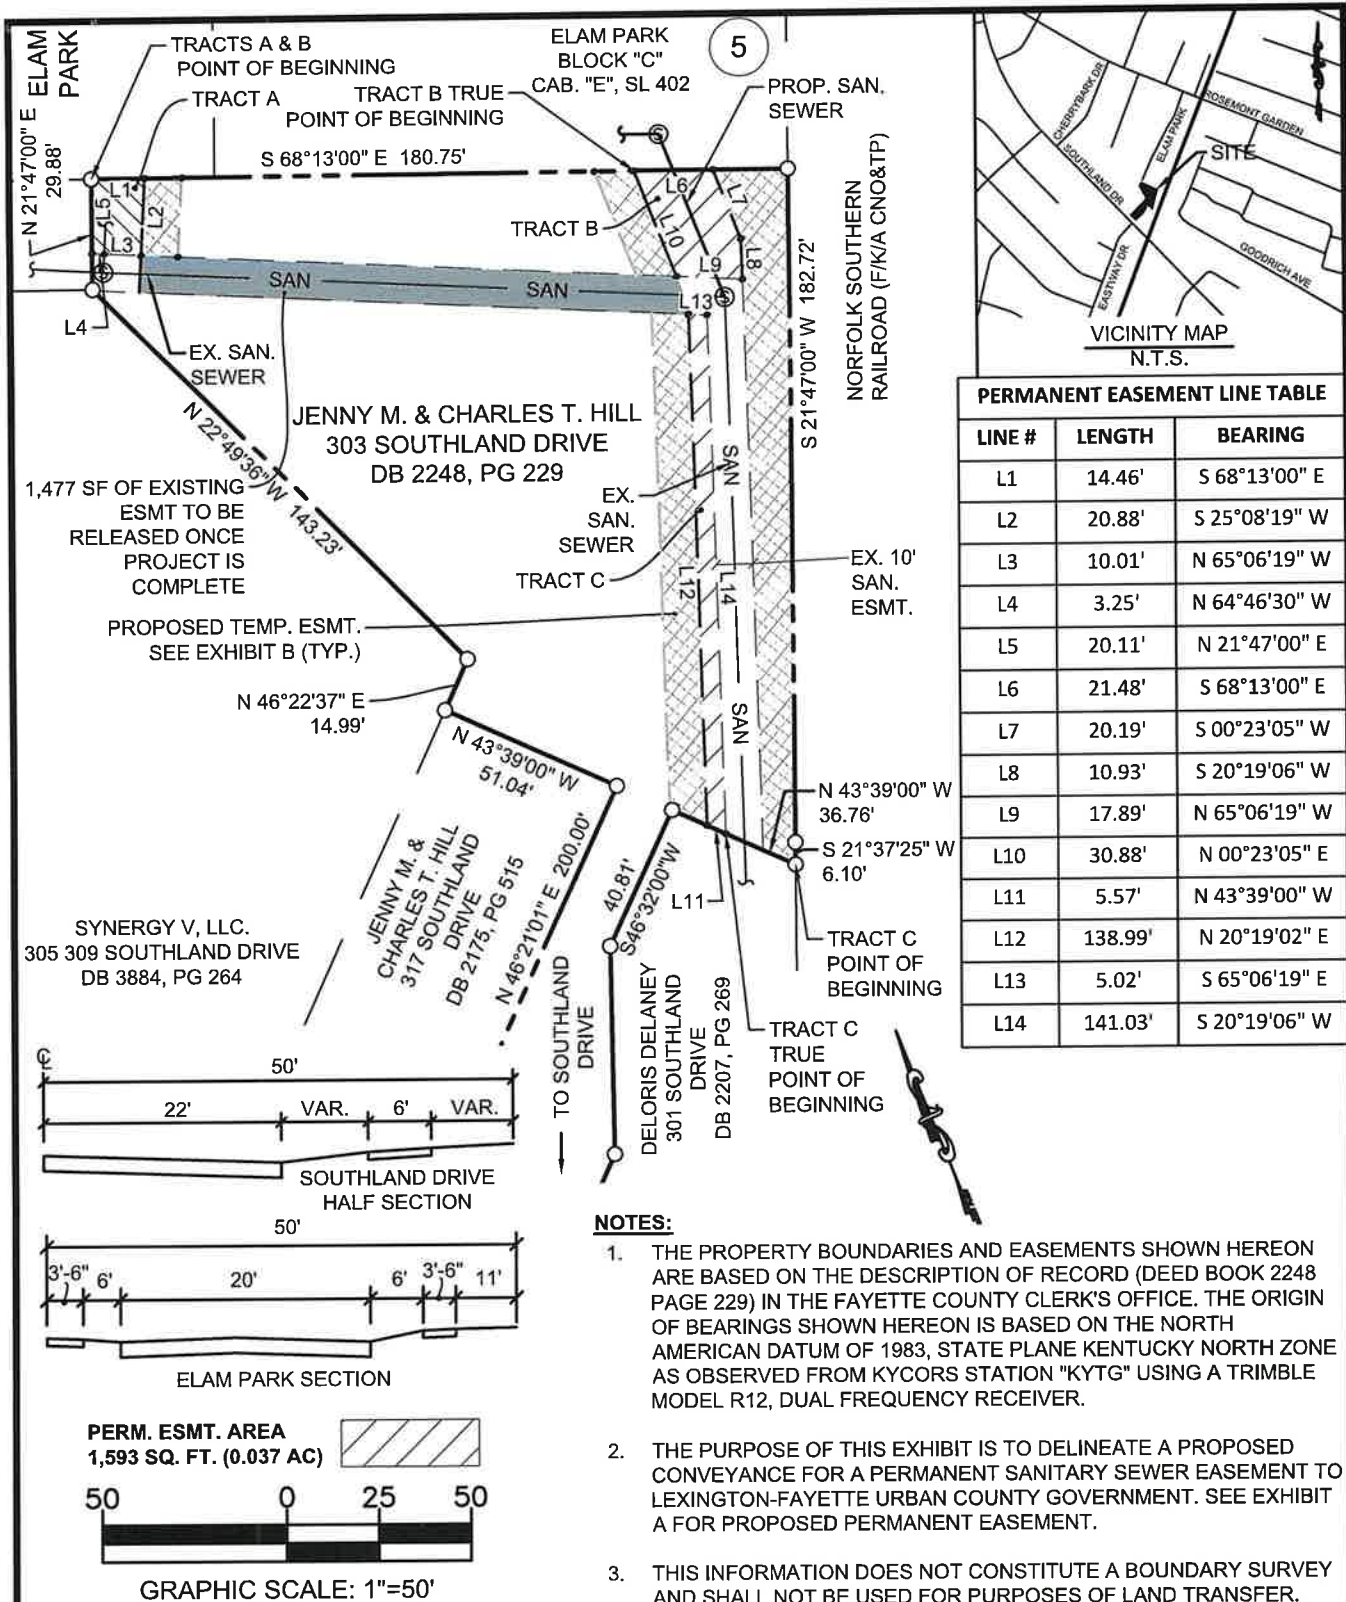 ELAM
PARK
N 21°47'00" E
29.88'
TRACTS A & B
POINT OF BEGINNING
TRACT A
ELAM PARK
BLOCK "C"
CAB. "E", SL 402
5
TRACT B TRUE
POINT OF BEGINNING
PROP. SAN.
SEWER
S 68°13'00" E 180.75'
L1
L5
L2
L3
L4
L6
L7
L10
L9
L8
L13
TRACT B
SAN
SAN
EX. SAN.
SEWER
S 21°47'00" W 182.72'
NORFOLK SOUTHERN
RAILROAD (F/K/A CNO&TP)
JENNY M. & CHARLES T. HILL
303 SOUTHLAND DRIVE
DB 2248, PG 229
N 22°49'36" W 143.23'
1,477 SF OF EXISTING
ESMT TO BE
RELEASED ONCE
PROJECT IS
COMPLETE
EX.
SAN.
SEWER
SAN
TRACT C
L12
L14
EX. 10'
SAN.
ESMT.
PROPOSED TEMP. ESMT.
SEE EXHIBIT B (TYP.)
N 46°22'37" E
14.99'
SAN
N 43°39'00" W
51.04'
N 43°39'00" W
36.76'
S 21°37'25" W
6.10'
L11
40.81'
S46°32'00"W
N 46°21'01" E 200.00'
JENNY M. &
CHARLES T. HILL
317 SOUTHLAND
DRIVE
DB 2175, PG 515
SYNERGY V, LLC.
305 309 SOUTHLAND DRIVE
DB 3884, PG 264
TO SOUTHLAND
DRIVE
DELORIS DELANEY
301 SOUTHLAND
DRIVE
DB 2207, PG 269
TRACT C
POINT OF
BEGINNING
TRACT C
TRUE
POINT OF
BEGINNING
CHERRYBARK DR
SOUTHLAND DR
ELAM PARK
ROSEMONT GARDEN
SITE
EASTWAY DR
GOODRICH AVE
VICINITY MAP
N.T.S.
PERMANENT EASEMENT LINE TABLE
LINE # LENGTH BEARING
L1 14.46' S 68°13'00" E
L2 20.88' S 25°08'19" W
L3 10.01' N 65°06'19" W
L4 3.25' N 64°46'30" W
L5 20.11' N 21°47'00" E
L6 21.48' S 68°13'00" E
L7 20.19' S 00°23'05" W
L8 10.93' S 20°19'06" W
L9 17.89' N 65°06'19" W
L10 30.88' N 00°23'05" E
L11 5.57' N 43°39'00" W
L12 138.99' N 20°19'02" E
L13 5.02' S 65°06'19" E
L14 141.03' S 20°19'06" W
℄
50'
22' VAR. 6' VAR.
SOUTHLAND DRIVE
HALF SECTION
50'
3'-6" 6' 20' 6' 3'-6" 11'
ELAM PARK SECTION
PERM. ESMT. AREA
1,593 SQ. FT. (0.037 AC)
50 0 25 50
GRAPHIC SCALE: 1"=50'
NOTES:
1. THE PROPERTY BOUNDARIES AND EASEMENTS SHOWN HEREON
ARE BASED ON THE DESCRIPTION OF RECORD (DEED BOOK 2248
PAGE 229) IN THE FAYETTE COUNTY CLERK'S OFFICE. THE ORIGIN
OF BEARINGS SHOWN HEREON IS BASED ON THE NORTH
AMERICAN DATUM OF 1983, STATE PLANE KENTUCKY NORTH ZONE
AS OBSERVED FROM KYCORS STATION "KYTG" USING A TRIMBLE
MODEL R12, DUAL FREQUENCY RECEIVER.
2. THE PURPOSE OF THIS EXHIBIT IS TO DELINEATE A PROPOSED
CONVEYANCE FOR A PERMANENT SANITARY SEWER EASEMENT TO
LEXINGTON-FAYETTE URBAN COUNTY GOVERNMENT. SEE EXHIBIT
A FOR PROPOSED PERMANENT EASEMENT.
3. THIS INFORMATION DOES NOT CONSTITUTE A BOUNDARY SURVEY
AND SHALL NOT BE USED FOR PURPOSES OF LAND TRANSFER.